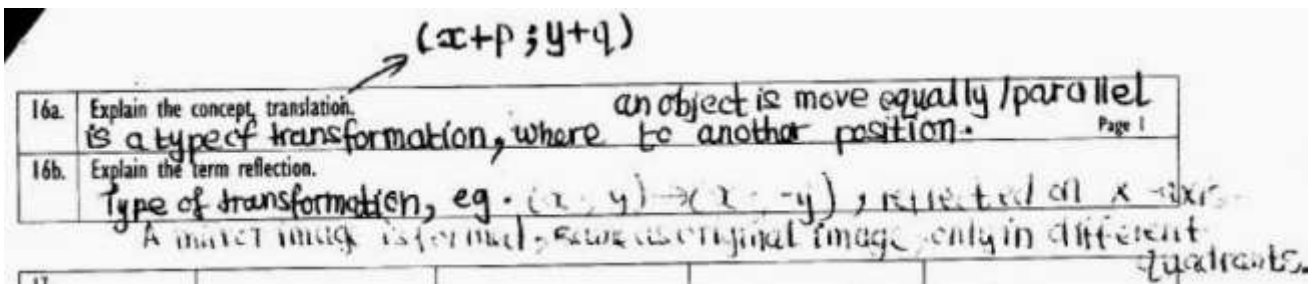 (x+p ; y+q)
16a. Explain the concept, translation. an object is move equally / parallel
is a type of transformation, where to another position. Page 1
16b. Explain the term reflection.
Type of transformation, eg. (x ; y) → (x ; -y), reflected on x-axis
A mirror image is formed, same as original image, only in different
quadrants.
17